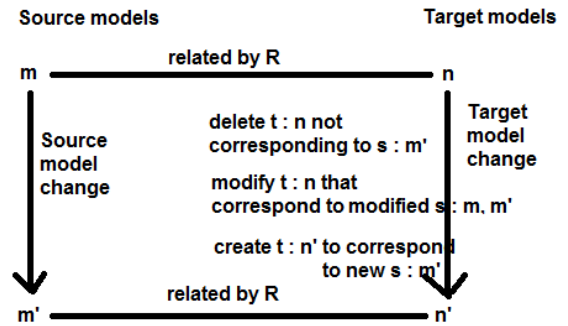 Source models
Target models
related by R
m
n
delete t : n not
corresponding to s : m'
Source
model
change
Target
model
change
modify t : n that
correspond to modified s : m, m'
create t : n' to correspond
to new s : m'
related by R
m'
n'